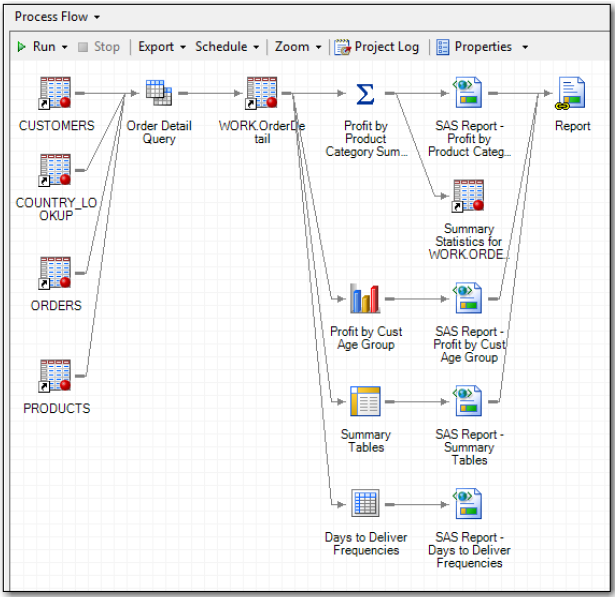 Process Flow
Run Stop Export Schedule Zoom Project Log Properties
CUSTOMERS
Order Detail
Query
WORK.OrderDe
tail
Profit by
Product
Category Sum...
SAS Report -
Profit by
Product Categ...
Report
COUNTRY_LO
OKUP
Summary
Statistics for
WORK.ORDE...
ORDERS
Profit by Cust
Age Group
SAS Report -
Profit by Cust
Age Group
PRODUCTS
Summary
Tables
SAS Report -
Summary
Tables
Days to Deliver
Frequencies
SAS Report -
Days to Deliver
Frequencies